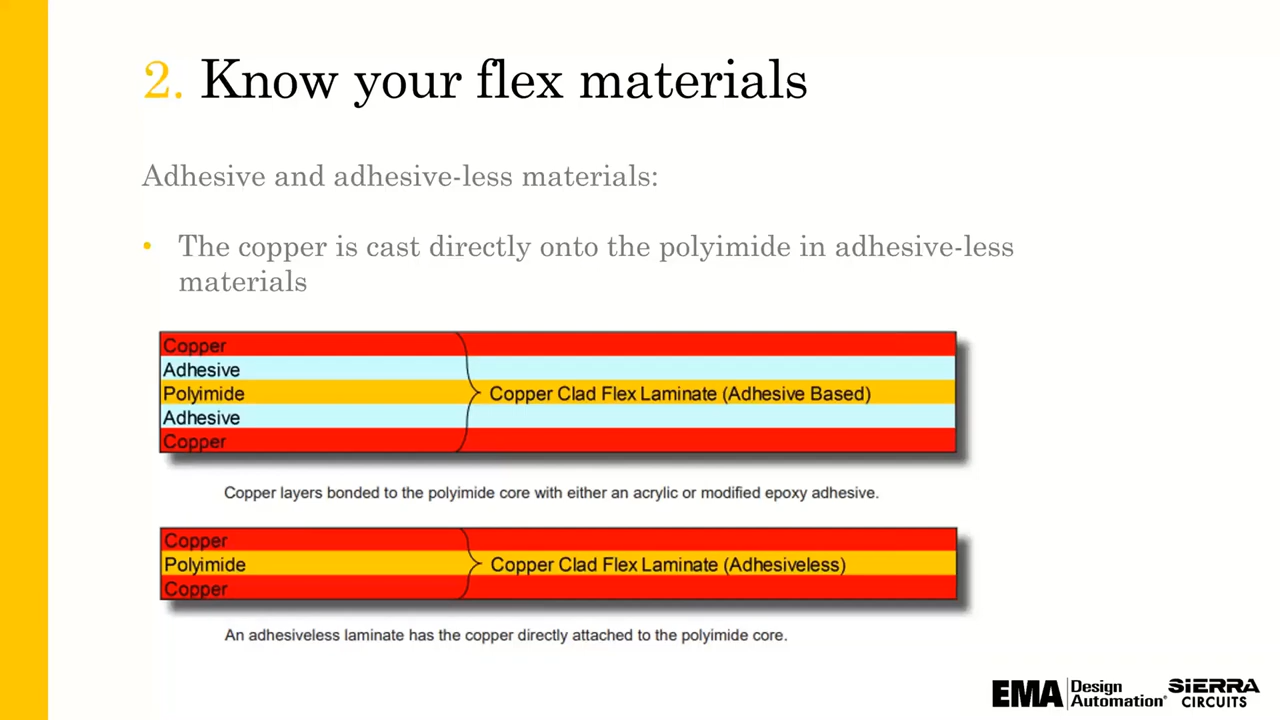 2. Know your flex materials
Adhesive and adhesive-less materials:
• The copper is cast directly onto the polyimide in adhesive-less
materials
Copper
Adhesive
Polyimide
Adhesive
Copper
Copper Clad Flex Laminate (Adhesive Based)
Copper layers bonded to the polyimide core with either an acrylic or modified epoxy adhesive.
Copper
Polyimide
Copper
Copper Clad Flex Laminate (Adhesiveless)
An adhesiveless laminate has the copper directly attached to the polyimide core.
EMA Design
Automation®
SIERRA
CIRCUITS